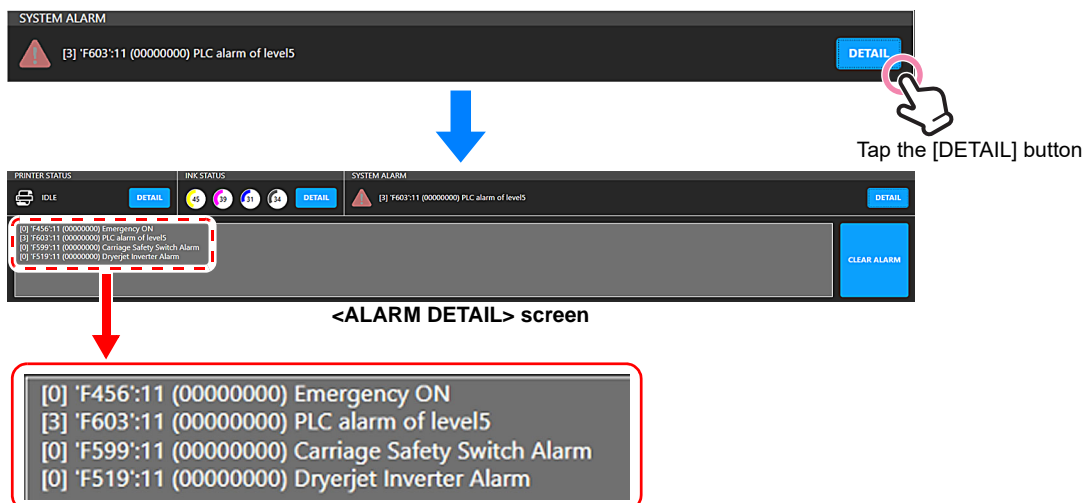 SYSTEM ALARM
[3] 'F603':11 (00000000) PLC alarm of level5
DETAIL
Tap the [DETAIL] button
PRINTER STATUS
INK STATUS
SYSTEM ALARM
IDLE
DETAIL
45
39
31
34
DETAIL
[3] 'F603':11 (00000000) PLC alarm of level5
DETAIL
[0] 'F456':11 (00000000) Emergency ON
[3] 'F603':11 (00000000) PLC alarm of level5
[0] 'F599':11 (00000000) Carriage Safety Switch Alarm
[0] 'F519':11 (00000000) Dryerjet Inverter Alarm
CLEAR ALARM
<ALARM DETAIL> screen
[0] 'F456':11 (00000000) Emergency ON
[3] 'F603':11 (00000000) PLC alarm of level5
[0] 'F599':11 (00000000) Carriage Safety Switch Alarm
[0] 'F519':11 (00000000) Dryerjet Inverter Alarm